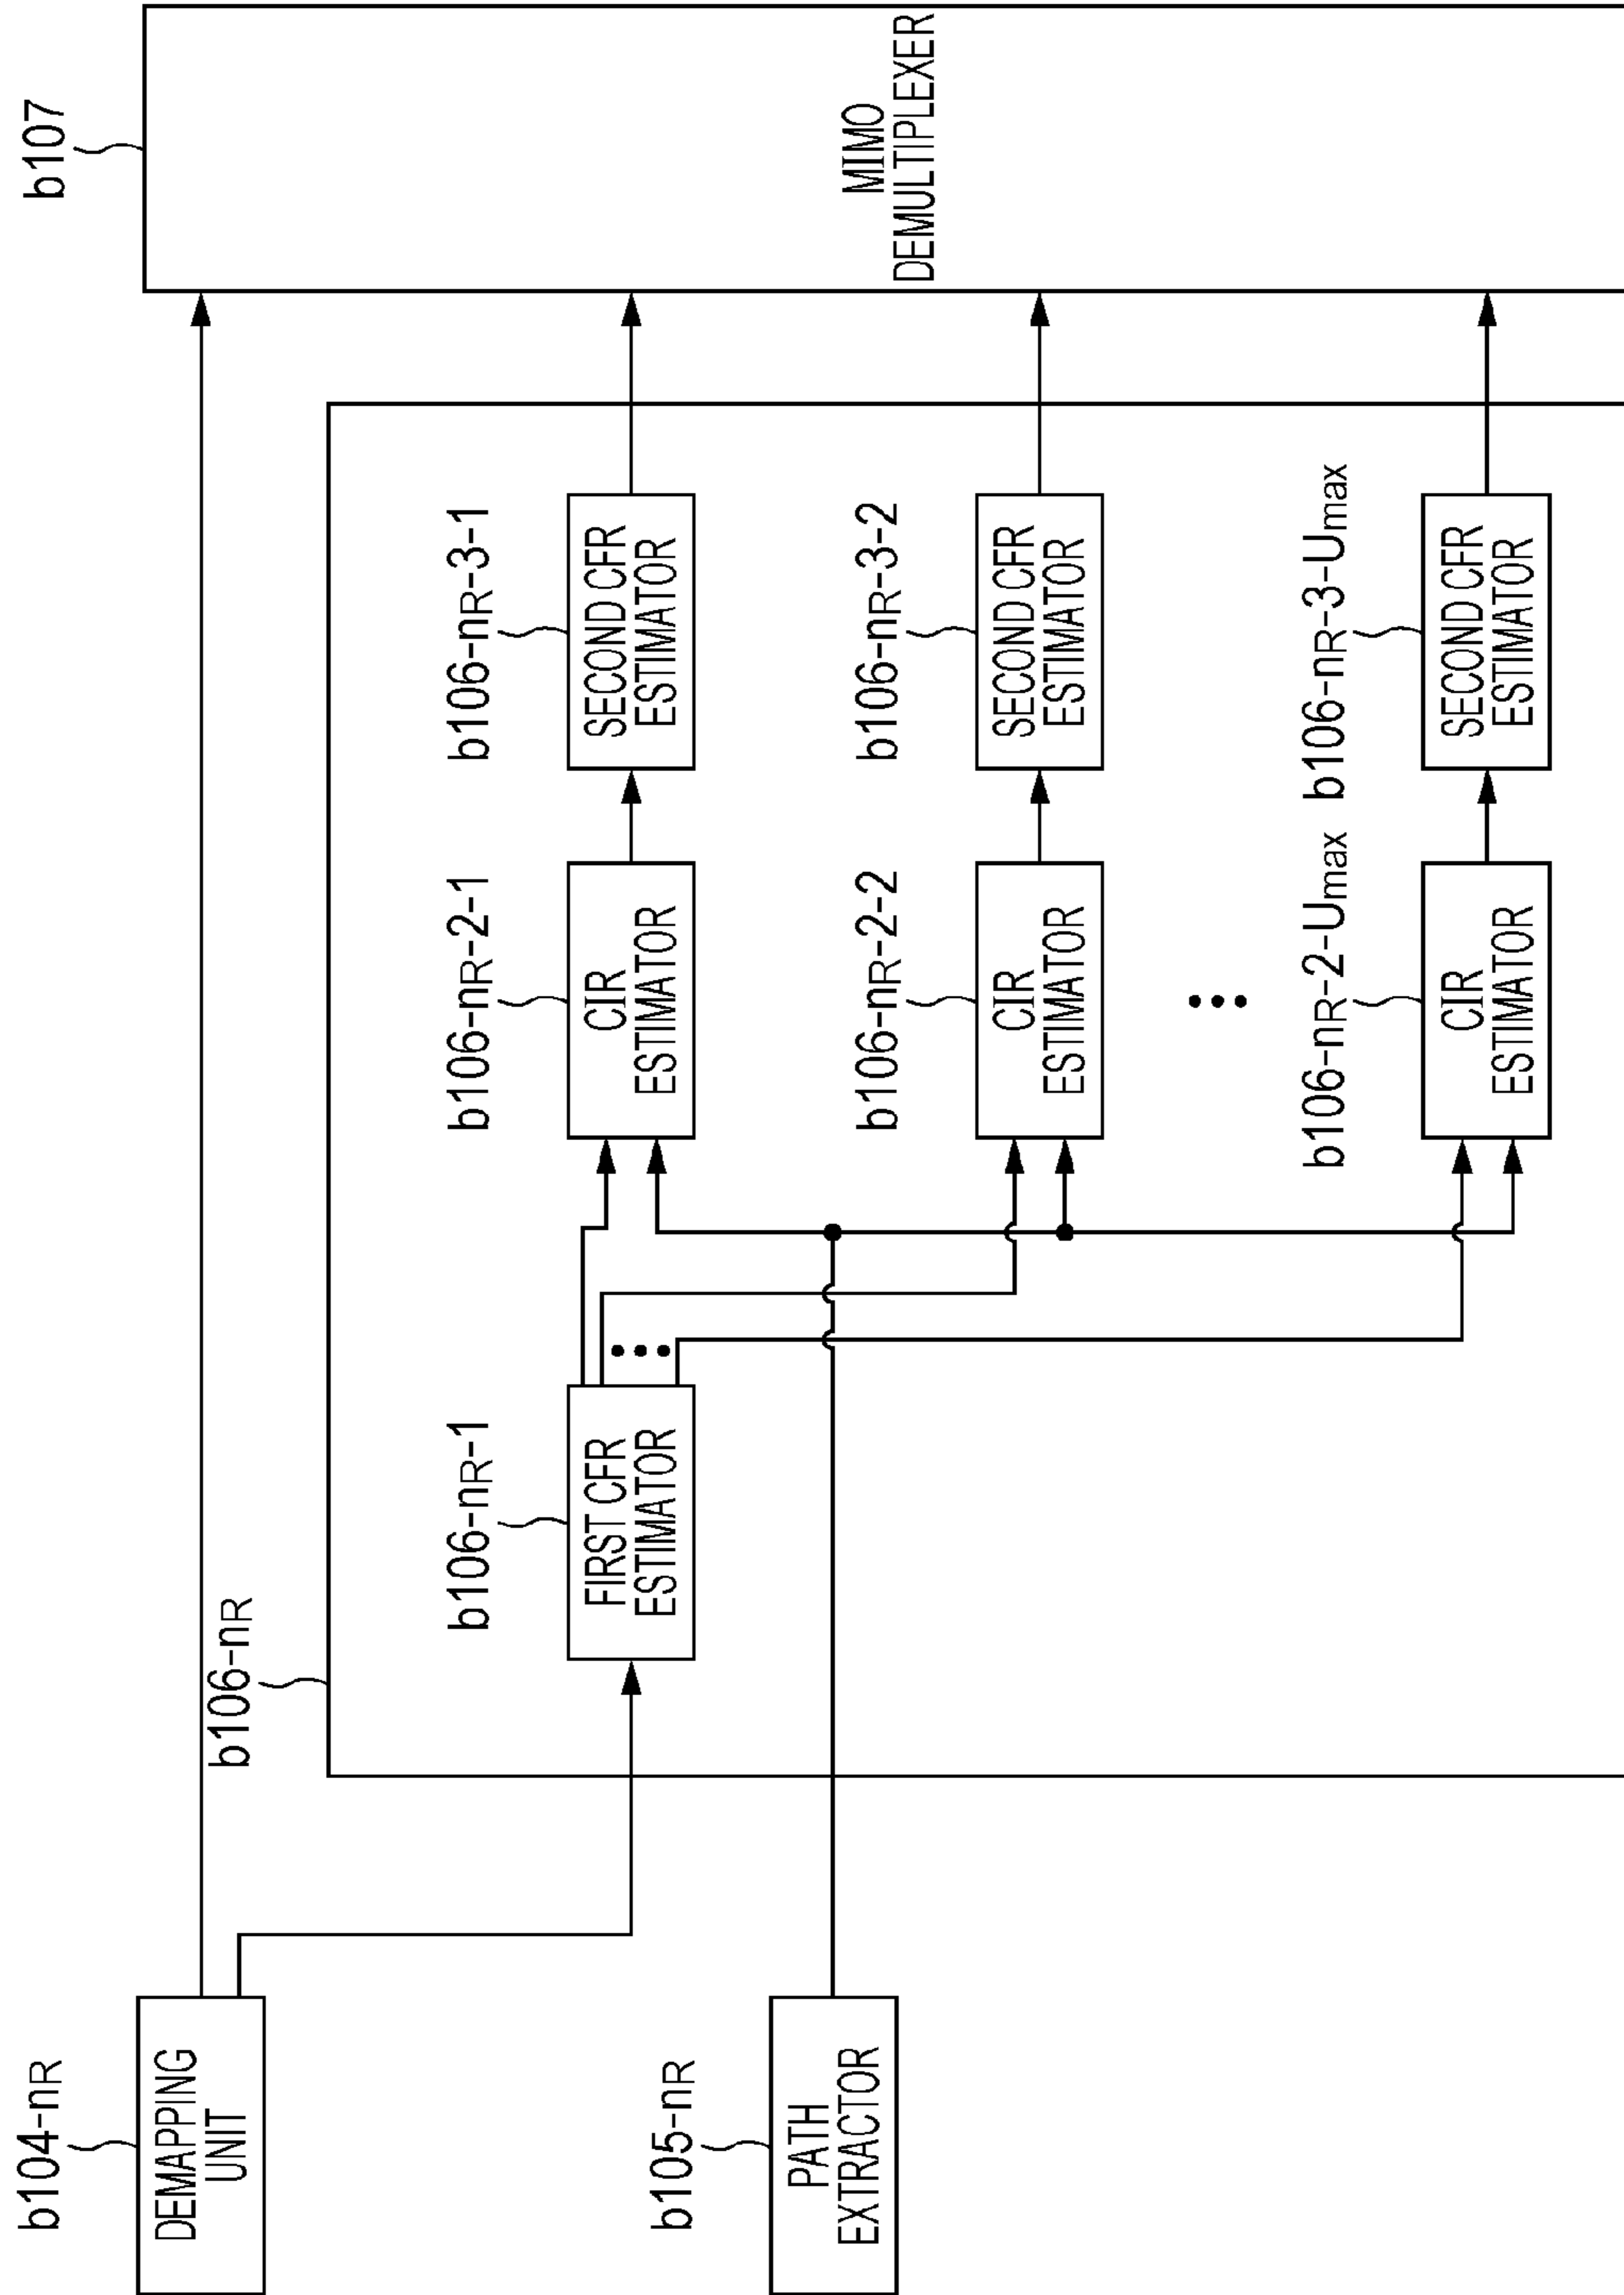 b104-nR
DEMAPPING
UNIT
b105-nR
PATH
EXTRACTOR
b106-nR
b106-nR-1
FIRST CFR
ESTIMATOR
b106-nR-2-1
CIR
ESTIMATOR
b106-nR-3-1
SECOND CFR
ESTIMATOR
b106-nR-2-2
CIR
ESTIMATOR
b106-nR-3-2
SECOND CFR
ESTIMATOR
b106-nR-2-Umax
CIR
ESTIMATOR
b106-nR-3-Umax
SECOND CFR
ESTIMATOR
b107
MIMO
DEMULTIPLEXER